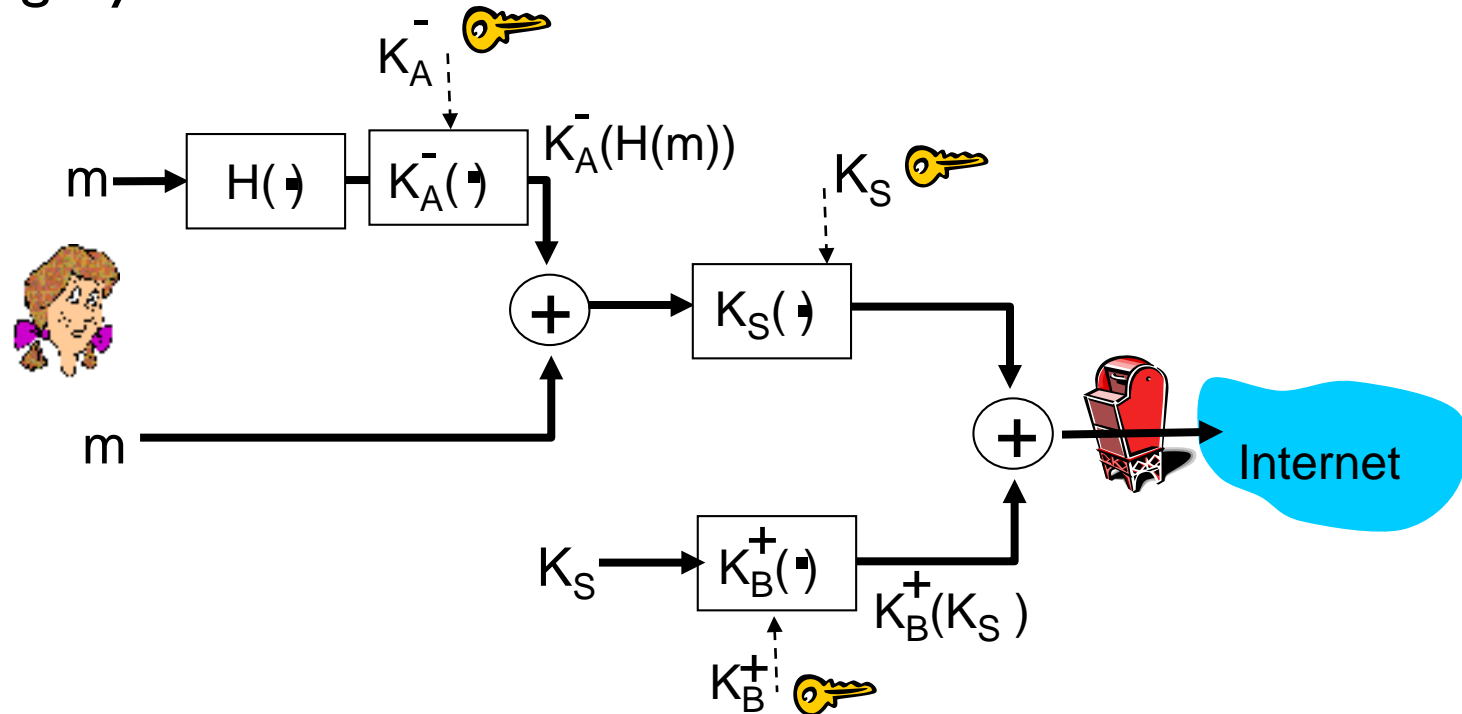 K_A^-
K_A^-(H(m))
m
H(·)
K_A^-(·)
K_S
+
K_S(·)
m
+
Internet
K_S
K_B^+(·)
K_B^+(K_S )
K_B^+